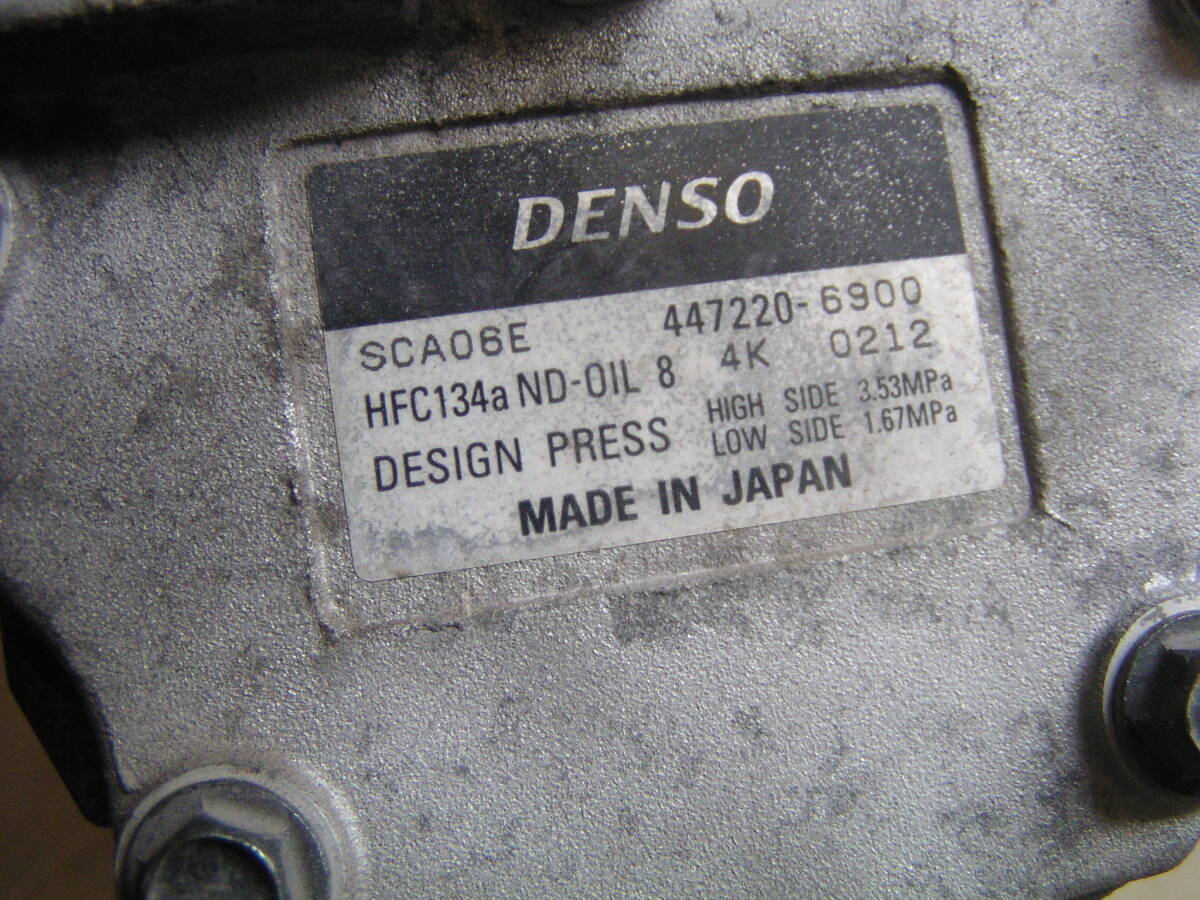 DENSO
SCA06E 447220-6900
HFC134a ND-OIL 8 4K 0212
DESIGN PRESS HIGH SIDE 3.53MPa
LOW SIDE 1.67MPa
MADE IN JAPAN